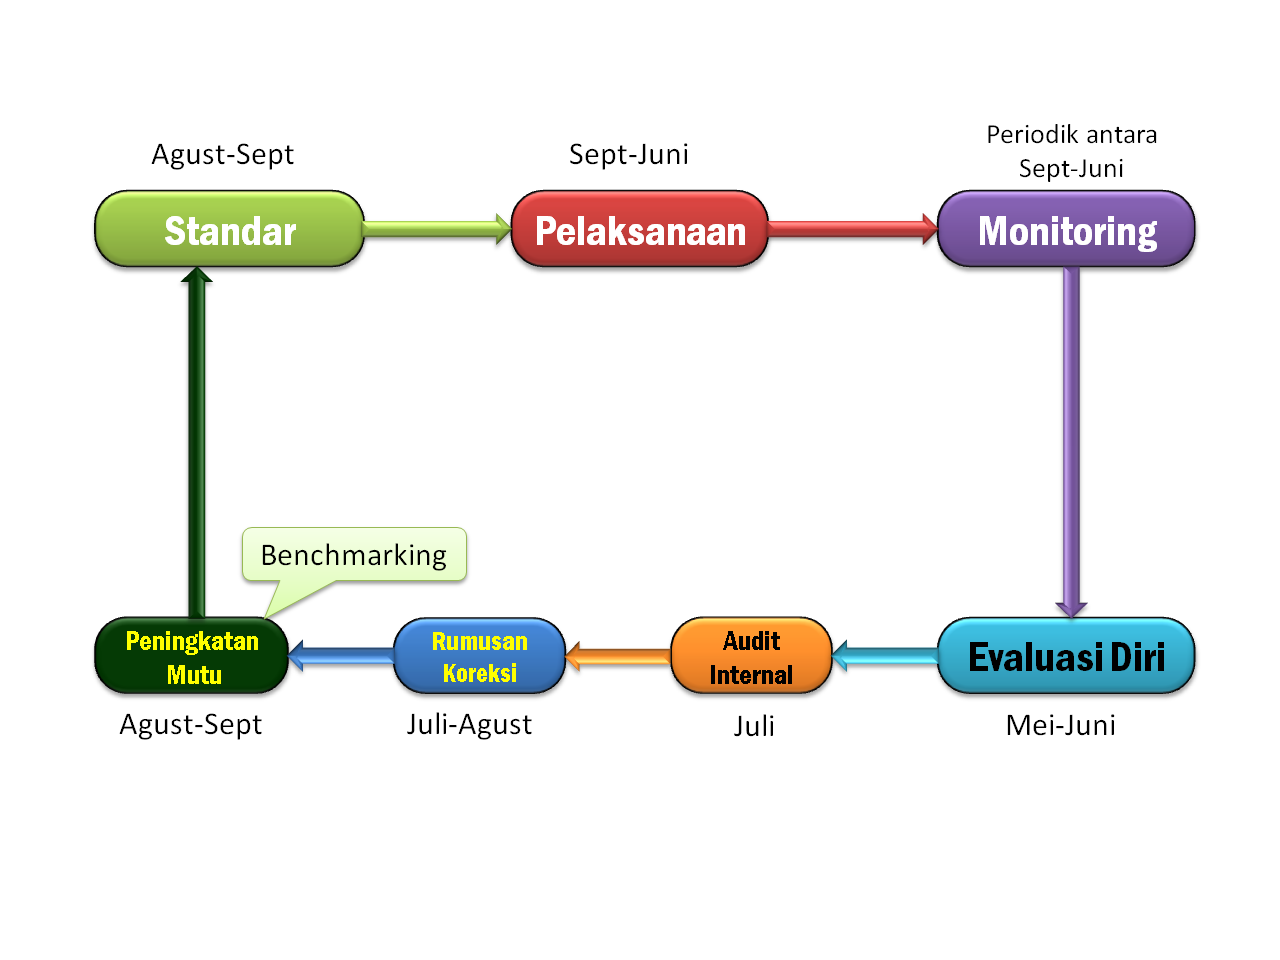 Agust-Sept
Sept-Juni
Periodik antara
Sept-Juni
Standar
Pelaksanaan
Monitoring
Benchmarking
Peningkatan
Mutu
Rumusan
Koreksi
Audit
Internal
Evaluasi Diri
Agust-Sept
Juli-Agust
Juli
Mei-Juni